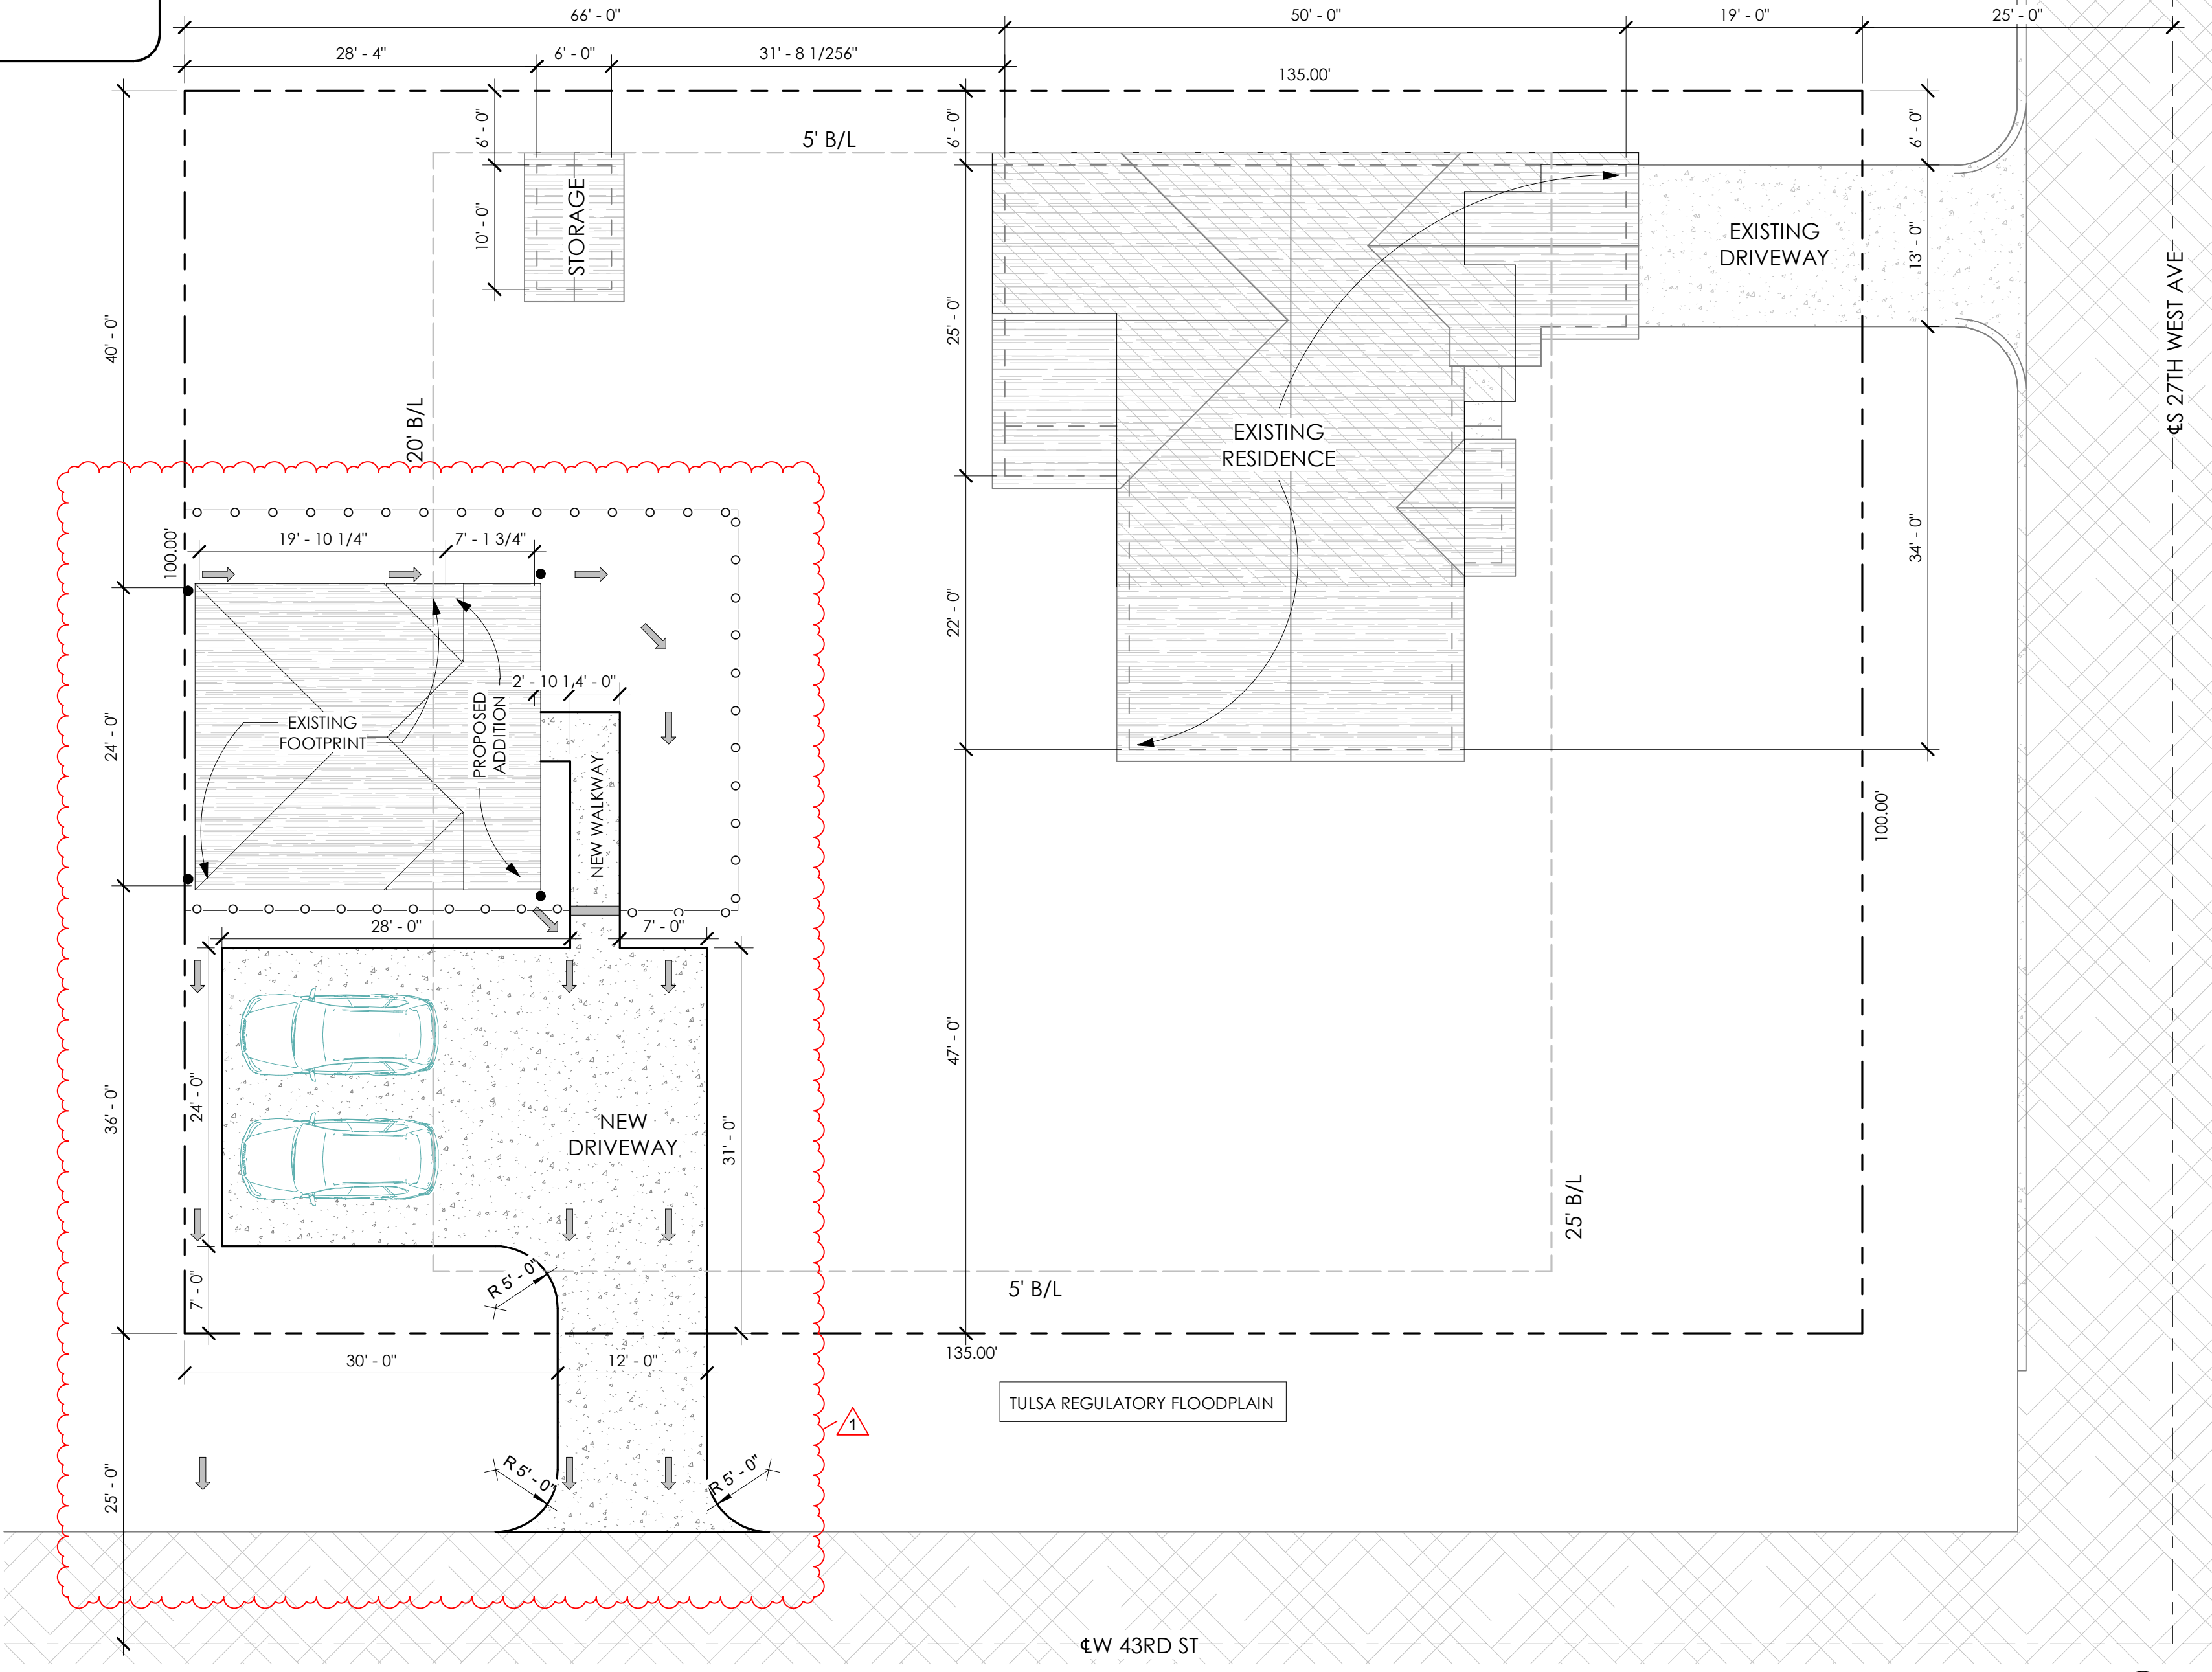 66' - 0"
50' - 0"
19' - 0"
25' - 0"
28' - 4"
6' - 0"
31' - 8 1/256"
135.00'
6' - 0"
6' - 0"
6' - 0"
5' B/L
10' - 0"
STORAGE
EXISTING
DRIVEWAY
13' - 0"
℄S 27TH WEST AVE
40' - 0"
25' - 0"
20' B/L
EXISTING
RESIDENCE
100.00'
19' - 10 1/4"
7' - 1 3/4"
34' - 0"
22' - 0"
2' - 10 1/4' - 0"
24' - 0"
EXISTING
FOOTPRINT
PROPOSED
ADDITION
NEW WALKWAY
100.00'
28' - 0"
7' - 0"
47' - 0"
36' - 0"
24' - 0"
NEW
DRIVEWAY
31' - 0"
25' B/L
7' - 0"
R 5' - 0"
5' B/L
30' - 0"
12' - 0"
135.00'
TULSA REGULATORY FLOODPLAIN
1
25' - 0"
R 5' - 0"
R 5' - 0"
℄W 43RD ST